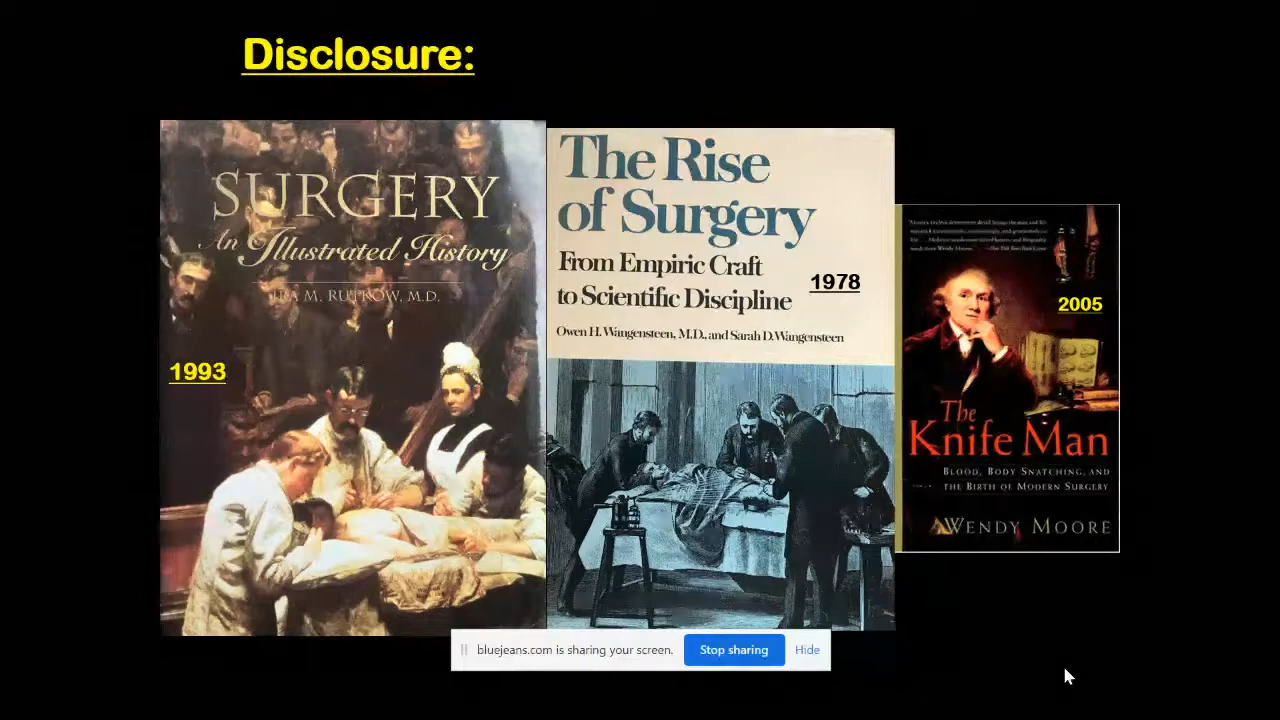 Disclosure:
SURGERY
An Illustrated History
IRA M. RUTKOW, M.D.
1993
The Rise
of Surgery
From Empiric Craft
to Scientific Discipline
1978
Owen H. Wangensteen, M.D., and Sarah D. Wangensteen
2005
The
Knife Man
BLOOD, BODY SNATCHING, AND
THE BIRTH OF MODERN SURGERY
WENDY MOORE
bluejeans.com is sharing your screen.
Stop sharing
Hide